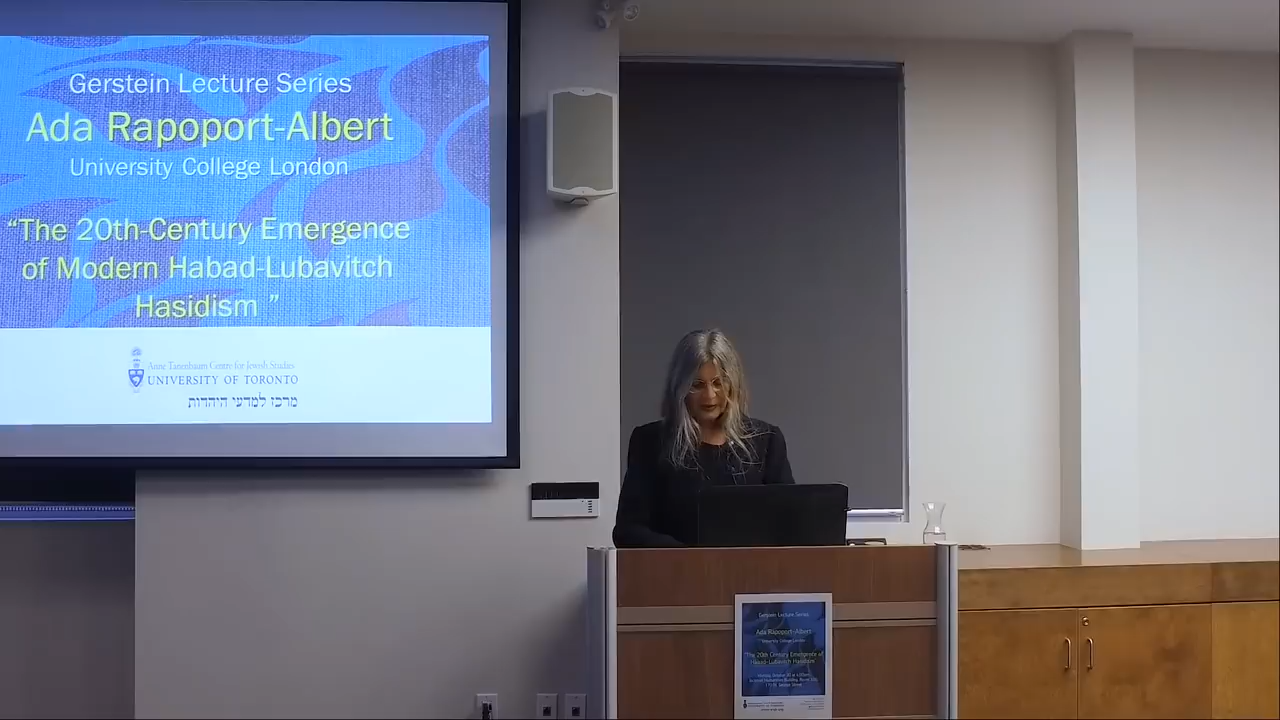 Gerstein Lecture Series
Ada Rapoport-Albert
University College London
“The 20th-Century Emergence
of Modern Habad-Lubavitch
Hasidism ”
Anne Tanenbaum Centre for Jewish Studies
UNIVERSITY OF TORONTO
מרכז למדעי היהדות
Gerstein Lecture Series
Ada Rapoport-Albert
University College London
"The 20th Century Emergence of
Habad-Lubavitch Hasidism"